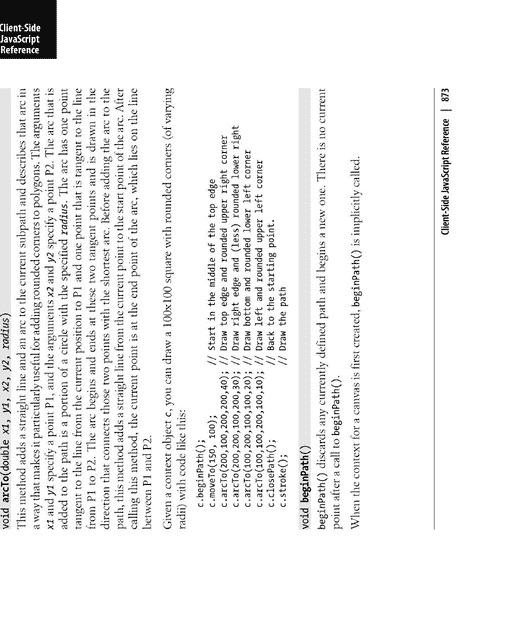 Client-Side
JavaScript
Reference
void arcTo(double x1, y1, x2, y2, radius)
This method adds a straight line and an arc to the current subpath and describes that arc in
a way that makes it particularly useful for adding rounded corners to polygons. The arguments
x1 and y1 specify a point P1, and the arguments x2 and y2 specify a point P2. The arc that is
added to the path is a portion of a circle with the specified radius. The arc has one point
tangent to the line from the current position to P1 and one point that is tangent to the line
from P1 to P2. The arc begins and ends at these two tangent points and is drawn in the
direction that connects those two points with the shortest arc. Before adding the arc to the
path, this method adds a straight line from the current point to the start point of the arc. After
calling this method, the current point is at the end point of the arc, which lies on the line
between P1 and P2.
Given a context object c, you can draw a 100x100 square with rounded corners (of varying
radii) with code like this:
c.beginPath();
c.moveTo(150, 100); // Start in the middle of the top edge
c.arcTo(200,100,200,200,40); // Draw top edge and rounded upper right corner
c.arcTo(200,200,100,200,30); // Draw right edge and (less) rounded lower right
c.arcTo(100,200,100,100,20); // Draw bottom and rounded lower left corner
c.arcTo(100,100,200,100,10); // Draw left and rounded upper left corner
c.closePath(); // Back to the starting point.
c.stroke(); // Draw the path
void beginPath()
beginPath() discards any currently defined path and begins a new one. There is no current
point after a call to beginPath().
When the context for a canvas is first created, beginPath() is implicitly called.
Client-Side JavaScript Reference | 873